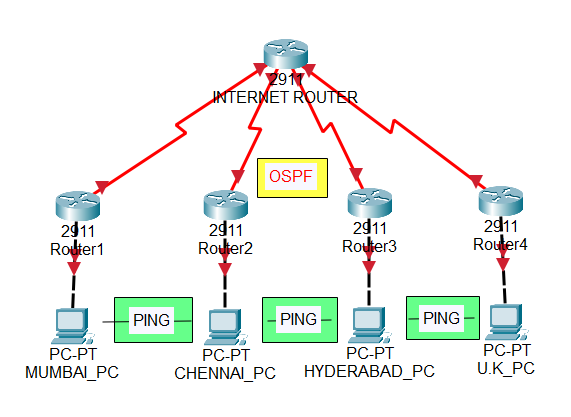 2911
INTERNET ROUTER
OSPF
2911
Router1
2911
Router2
2911
Router3
2911
Router4
PING
PING
PING
PC-PT
MUMBAI_PC
PC-PT
CHENNAI_PC
PC-PT
HYDERABAD_PC
PC-PT
U.K_PC